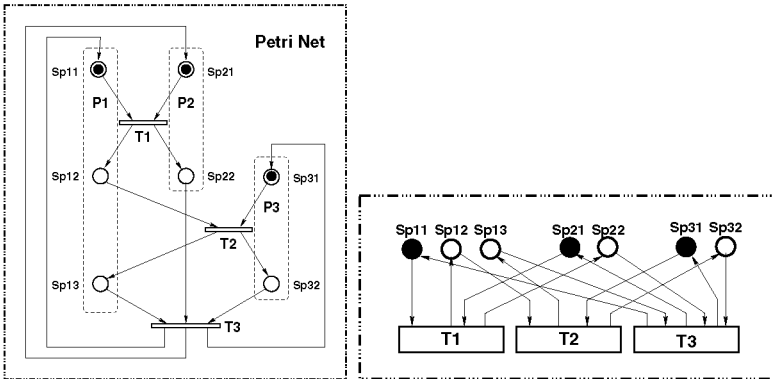 Petri Net
Sp11
Sp21
P1
P2
T1
Sp12
Sp22
Sp31
P3
T2
Sp13
Sp32
T3
Sp11 Sp12 Sp13 Sp21 Sp22 Sp31 Sp32
T1 T2 T3